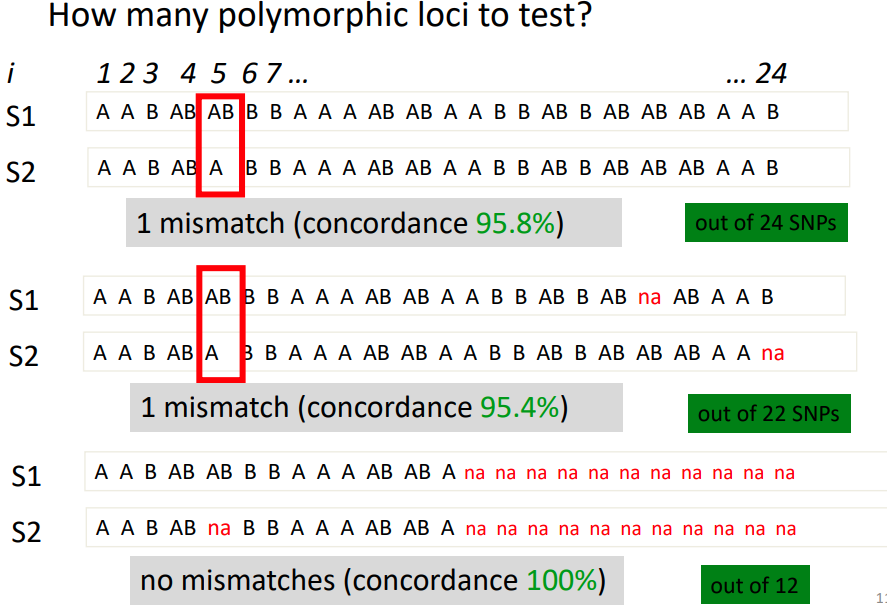 How many polymorphic loci to test?
i 1 2 3 4 5 6 7 ... ... 24
S1 A A B AB AB B B A A A AB AB A A B B AB B AB AB AB A A B
S2 A A B AB A B B A A A AB AB A A B B AB B AB AB AB A A B
1 mismatch (concordance 95.8%) out of 24 SNPs
S1 A A B AB AB B B A A A AB AB A A B B AB B AB na AB A A B
S2 A A B AB A B B A A A AB AB A A B B AB B AB AB AB A A na
1 mismatch (concordance 95.4%) out of 22 SNPs
S1 A A B AB AB B B A A A AB AB A na na na na na na na na na na na
S2 A A B AB na B B A A A AB AB A na na na na na na na na na na na
no mismatches (concordance 100%) out of 12